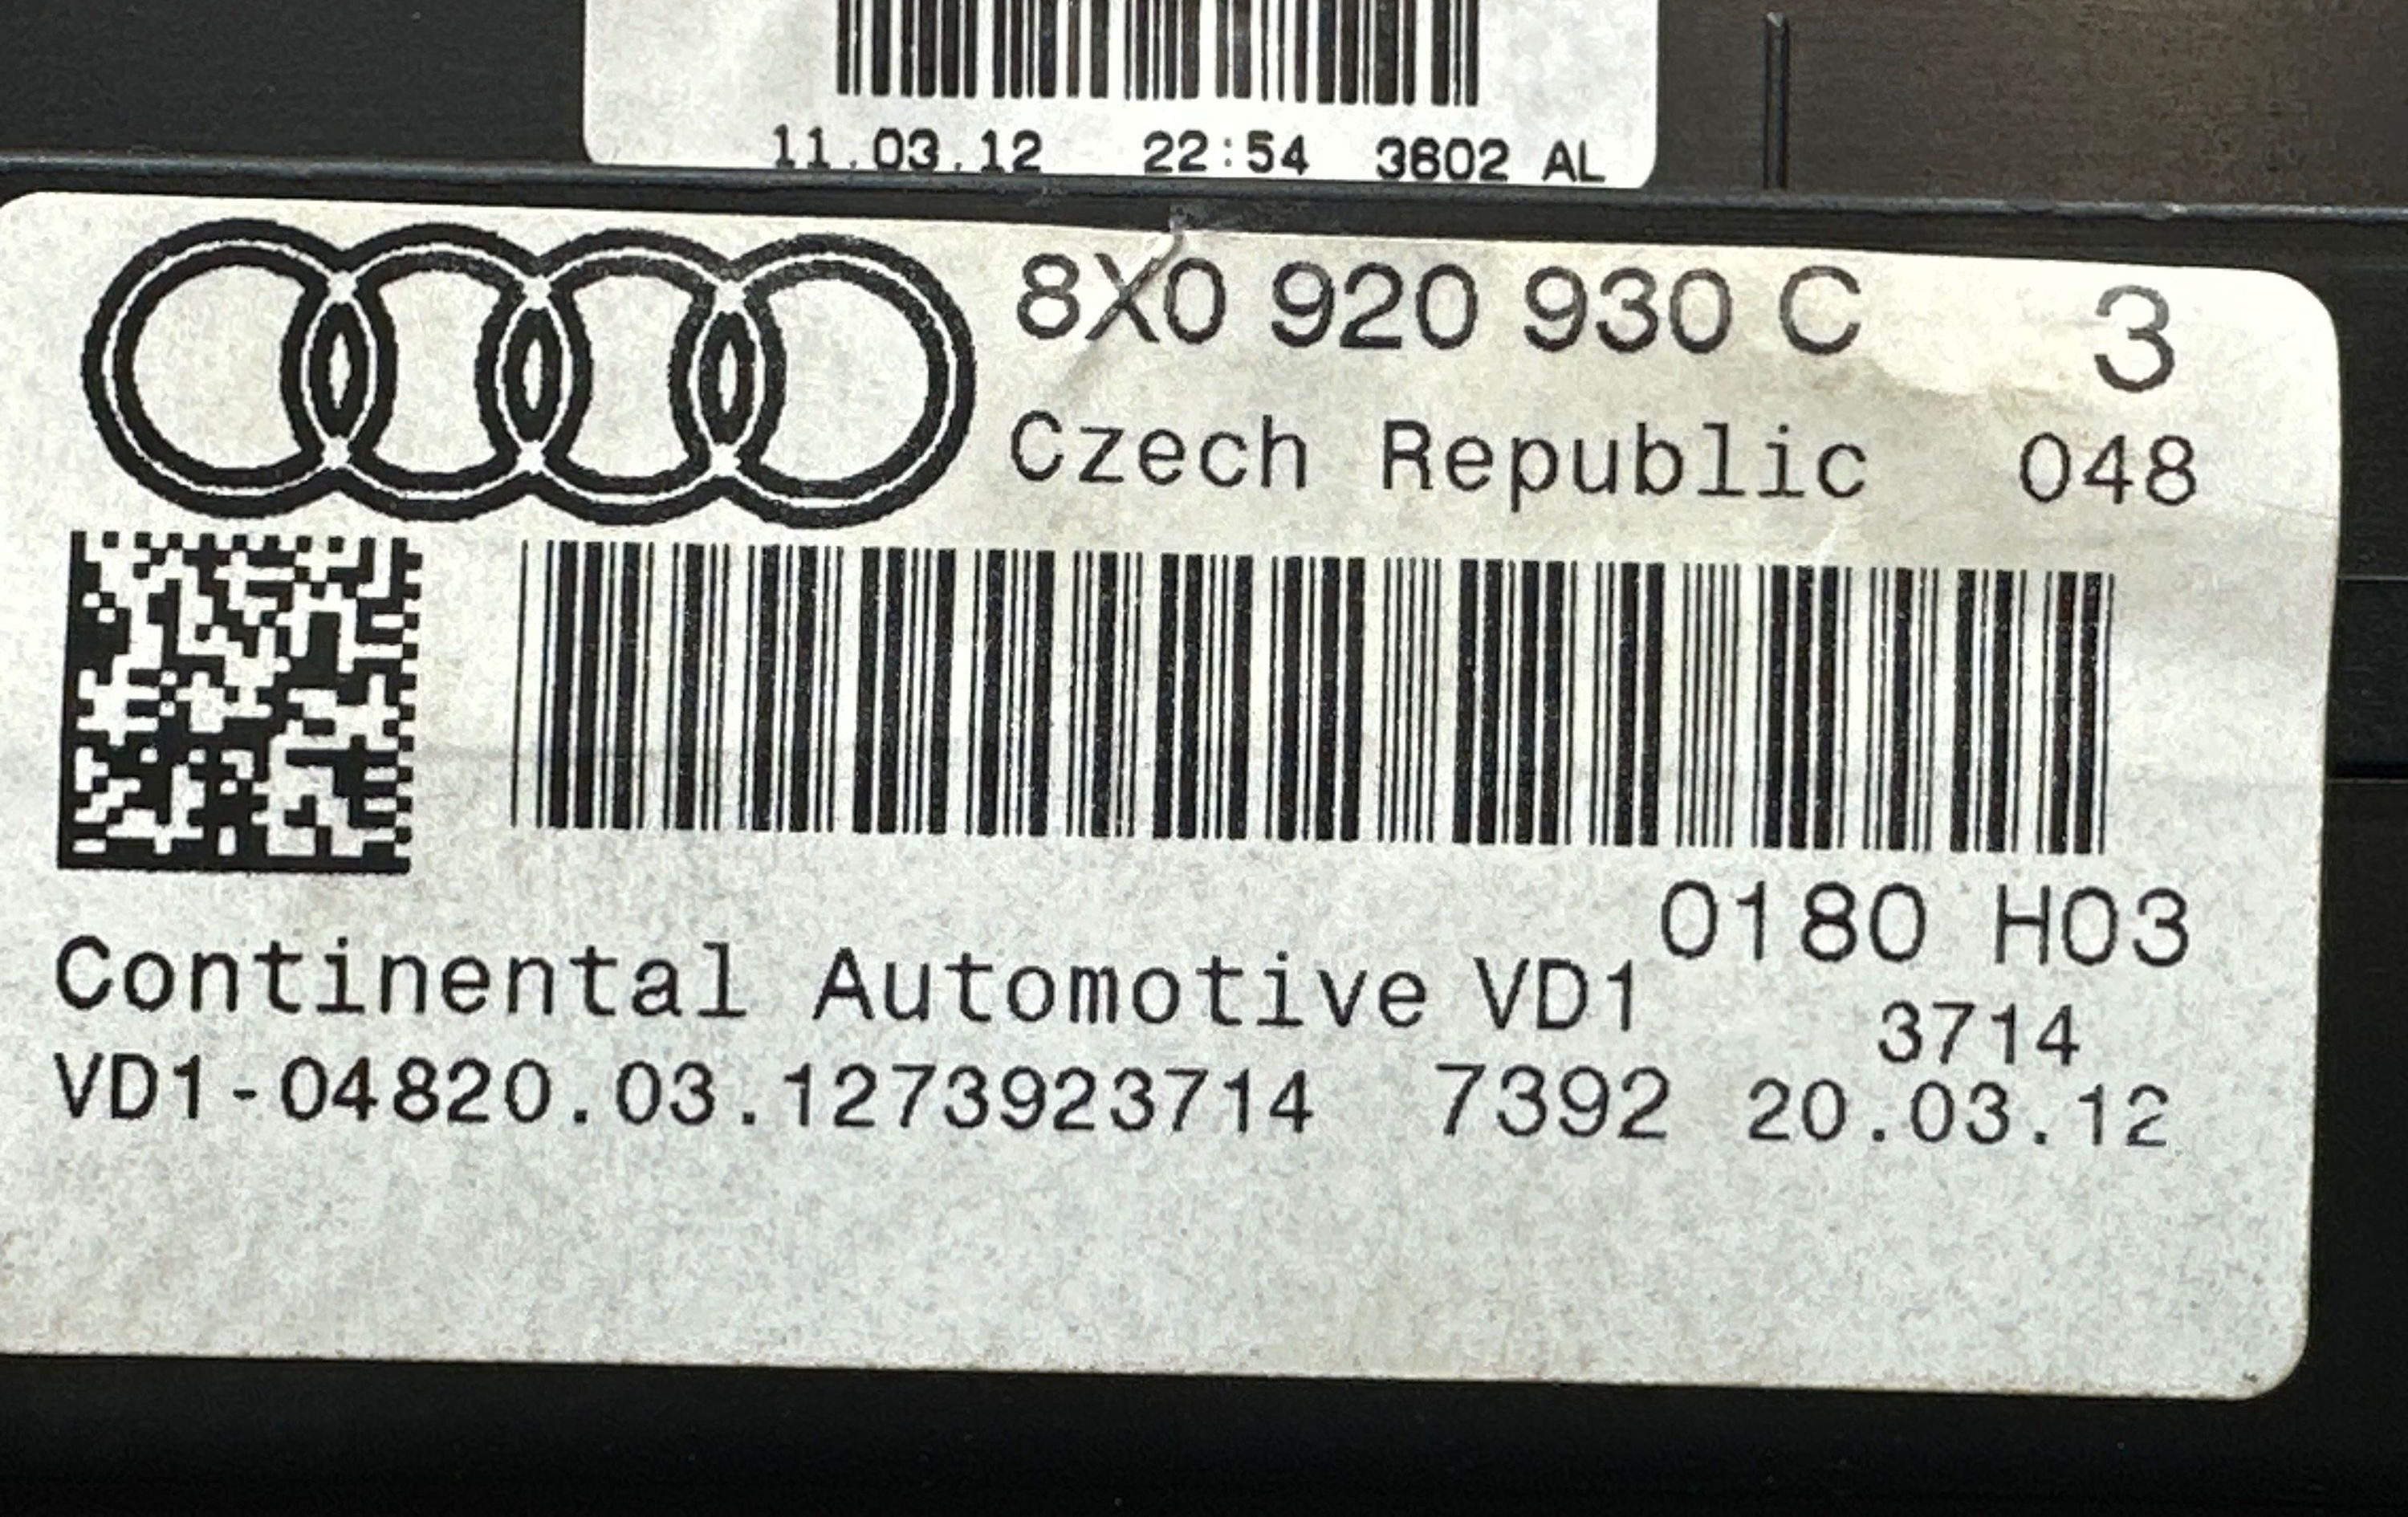 11.03.12 22:54 3602 AL
8X0 920 930 C 3
Czech Republic 048
0180 H03
Continental Automotive VD1
3714
VD1-04820.03.1273923714 7392 20.03.12